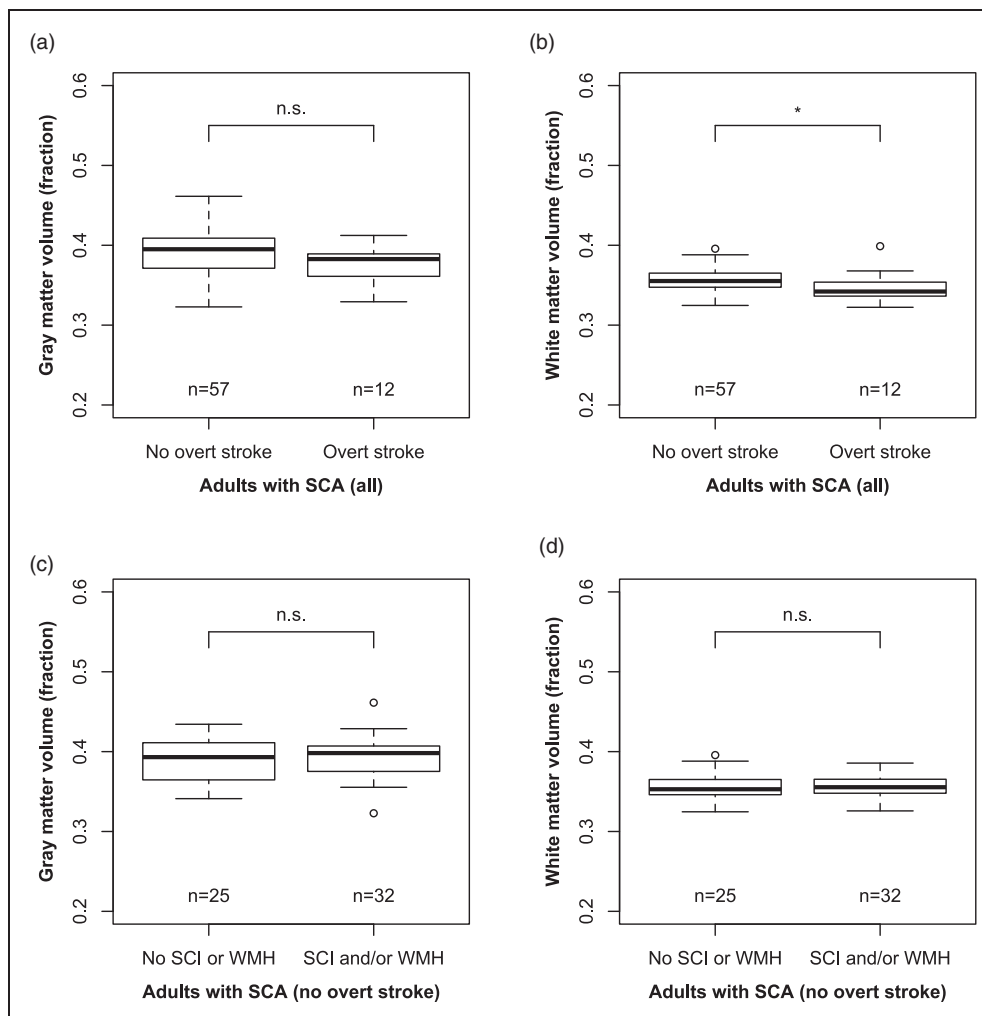 (a)
Gray matter volume (fraction)
0.6
0.5
0.4
0.3
0.2
n.s.
n=57
n=12
No overt stroke
Overt stroke
Adults with SCA (all)
(b)
White matter volume (fraction)
0.6
0.5
0.4
0.3
0.2
*
n=57
n=12
No overt stroke
Overt stroke
Adults with SCA (all)
(c)
Gray matter volume (fraction)
0.6
0.5
0.4
0.3
0.2
n.s.
n=25
n=32
No SCI or WMH
SCI and/or WMH
Adults with SCA (no overt stroke)
(d)
White matter volume (fraction)
0.6
0.5
0.4
0.3
0.2
n.s.
n=25
n=32
No SCI or WMH
SCI and/or WMH
Adults with SCA (no overt stroke)